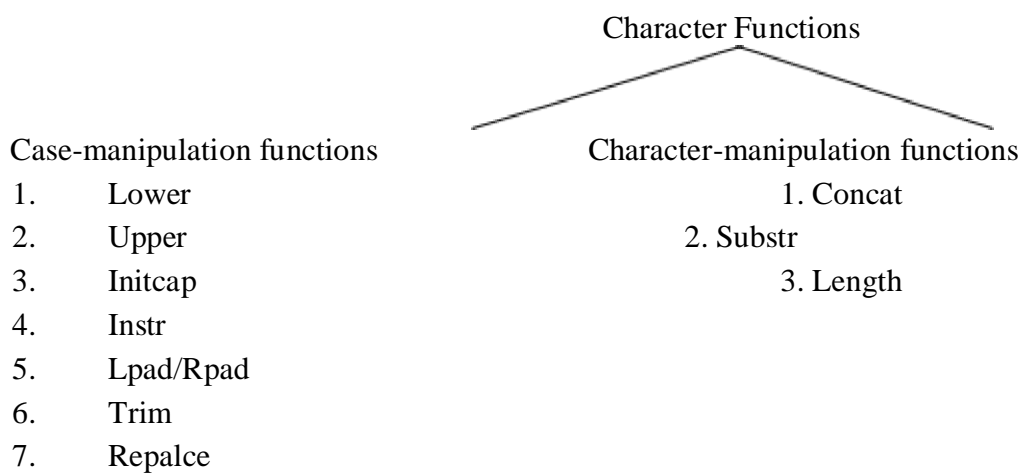 Character Functions
Case-manipulation functions Character-manipulation functions
1. Lower 1. Concat
2. Upper 2. Substr
3. Initcap 3. Length
4. Instr
5. Lpad/Rpad
6. Trim
7. Repalce